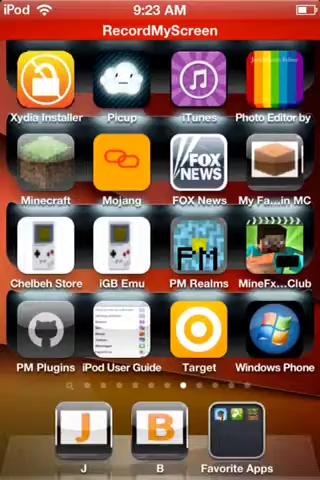 iPod 9:23 AM
RecordMyScreen
Xydia Installer Picup iTunes Photo Editor by
FOX NEWS
Minecraft Mojang FOX News My Fa...in MC
PM
Chelbeh Store iGB Emu PM Realms MineFx...Club
PM Plugins iPod User Guide Target Windows Phone
J B
J B Favorite Apps